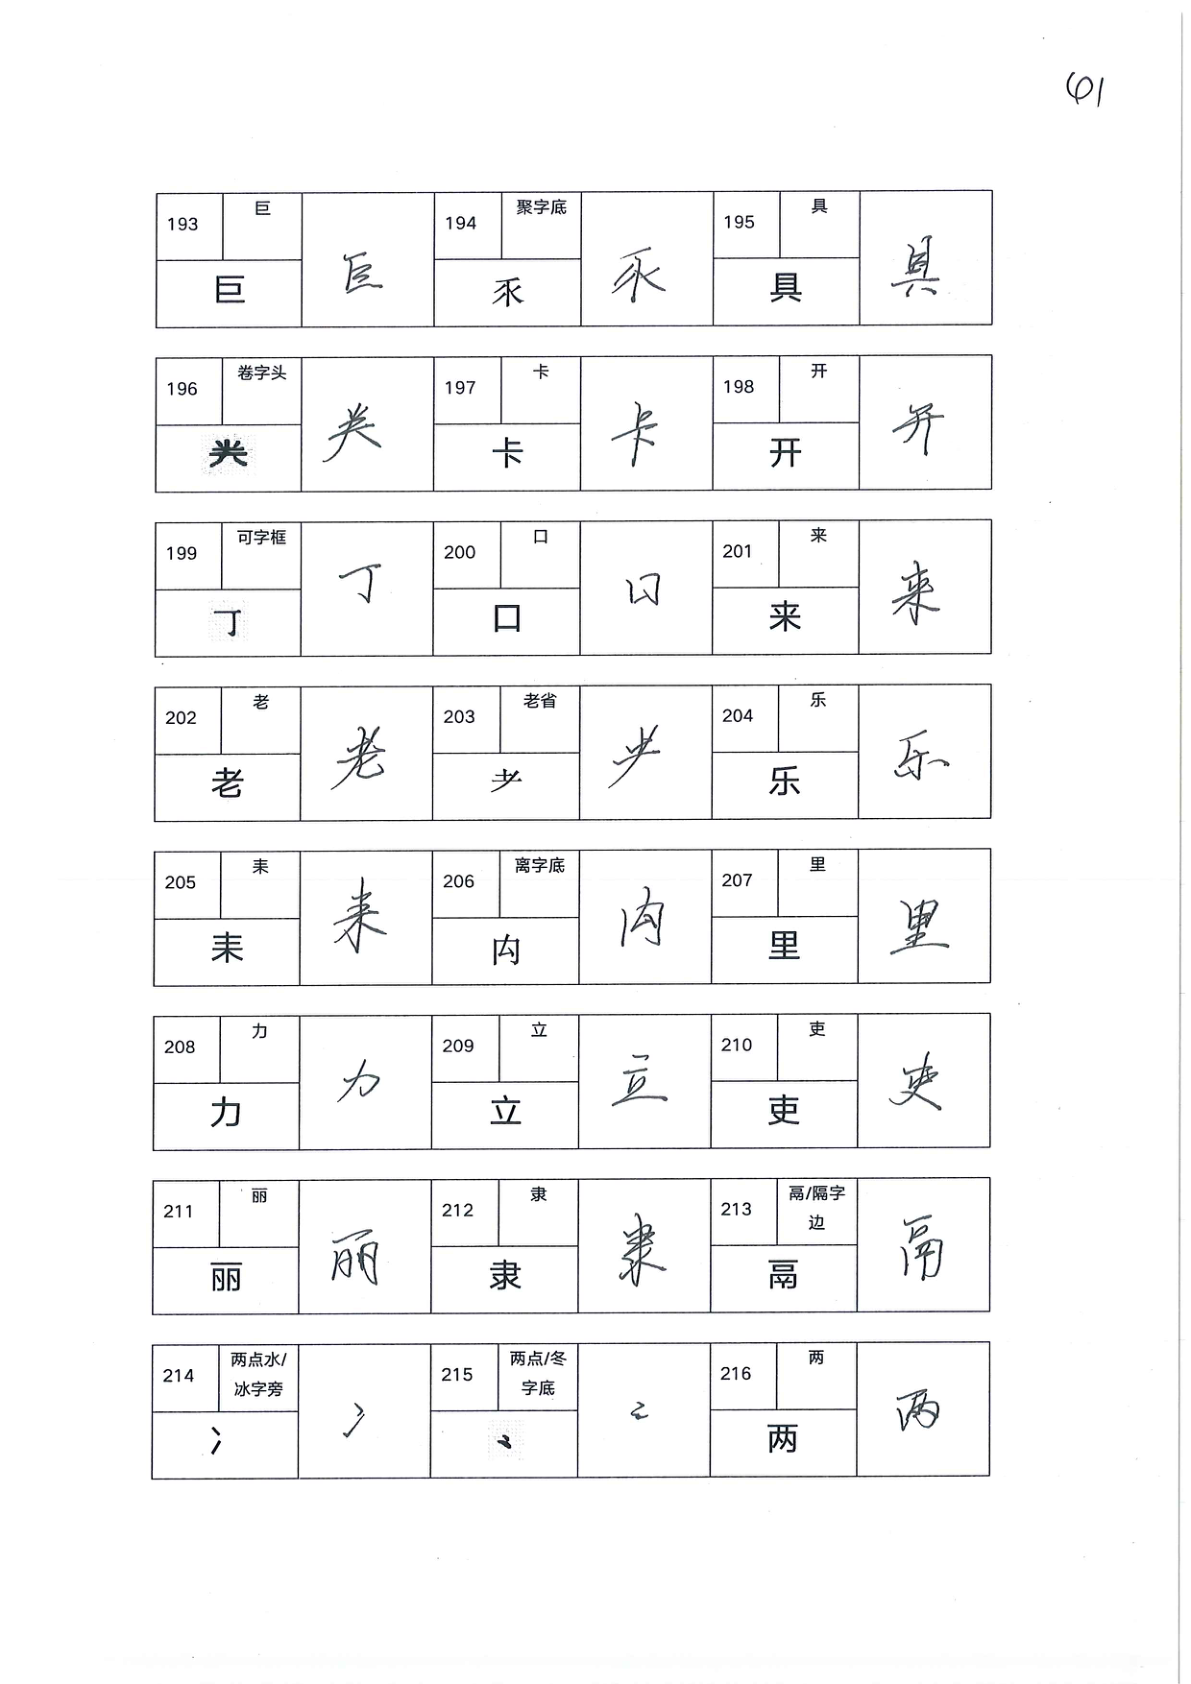 41
193 巨 194 聚字底 195 具
巨 巨 乑 乑 具 具
196 卷字头 197 卡 198 开
龹 龹 卡 卡 开 开
199 可字框 200 口 201 来
丁 丁 口 口 来 来
202 老 203 老省 204 乐
老 老 耂 耂 乐 乐
205 耒 206 离字底 207 里
耒 耒 禸 禸 里 里
208 力 209 立 210 吏
力 力 立 立 吏 吏
211 丽 212 隶 213 鬲/隔字边
丽 丽 隶 隶 鬲 鬲
214 两点水/冰字旁 215 两点/冬字底 216 两
冫 冫 ⺀ ⺀ 两 两